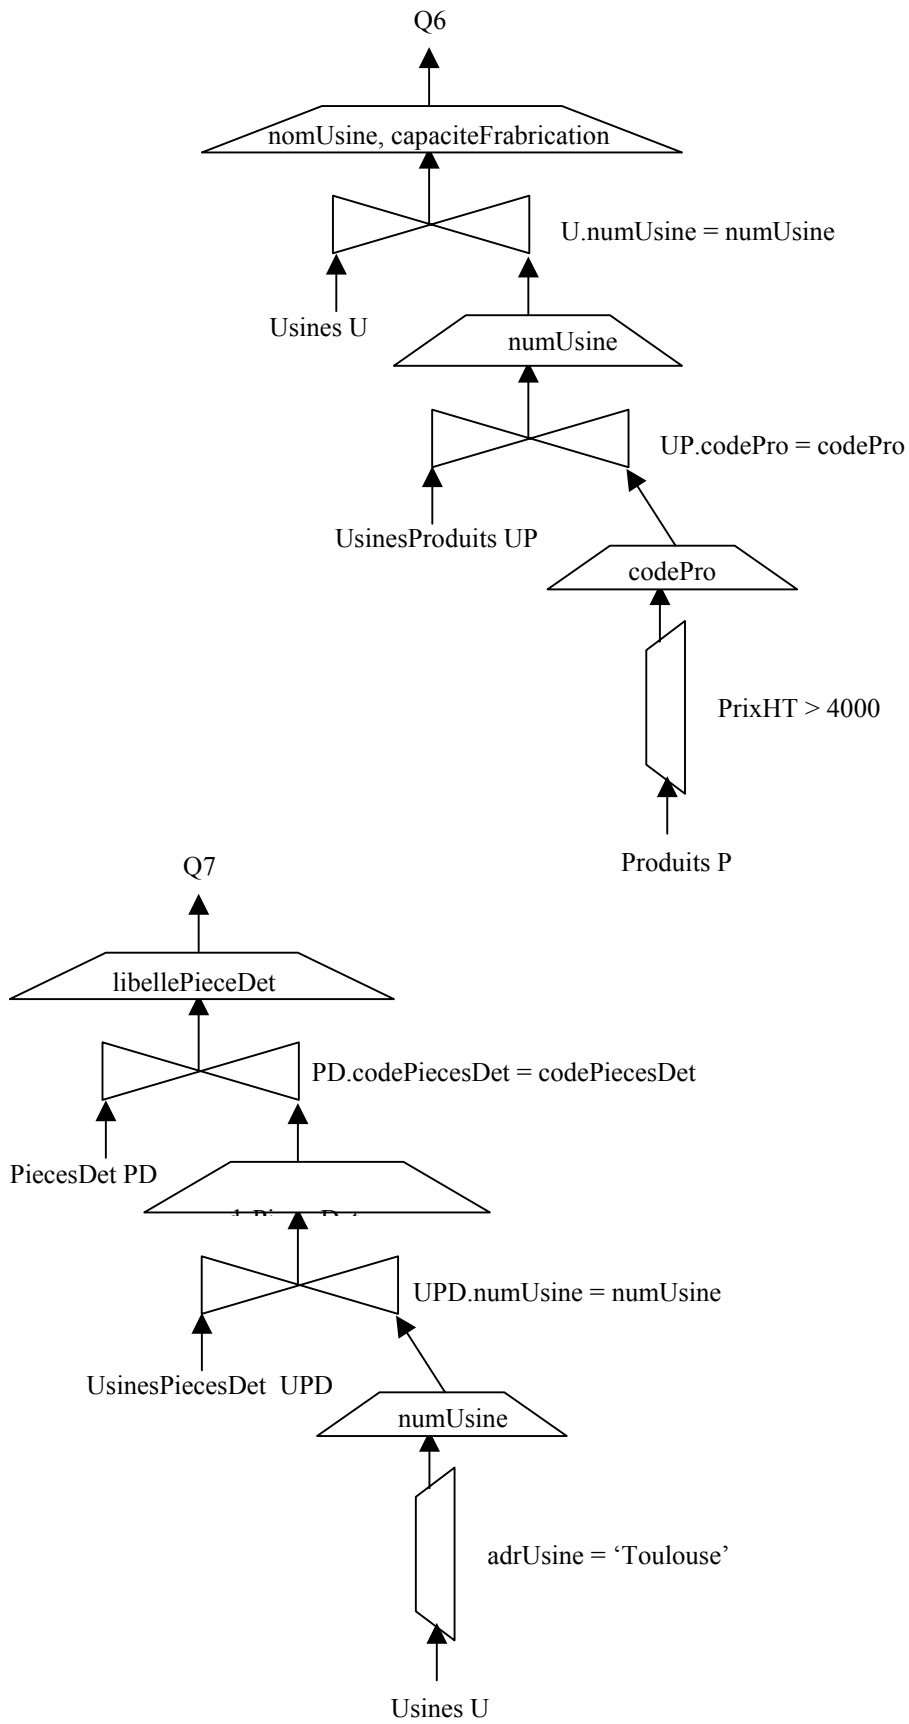 Q6
nomUsine, capaciteFrabrication
U.numUsine = numUsine
Usines U
numUsine
UP.codePro = codePro
UsinesProduits UP
codePro
PrixHT > 4000
Produits P
Q7
libellePieceDet
PD.codePiecesDet = codePiecesDet
PiecesDet PD
UPD.numUsine = numUsine
UsinesPiecesDet  UPD
numUsine
adrUsine = ‘Toulouse’
Usines U